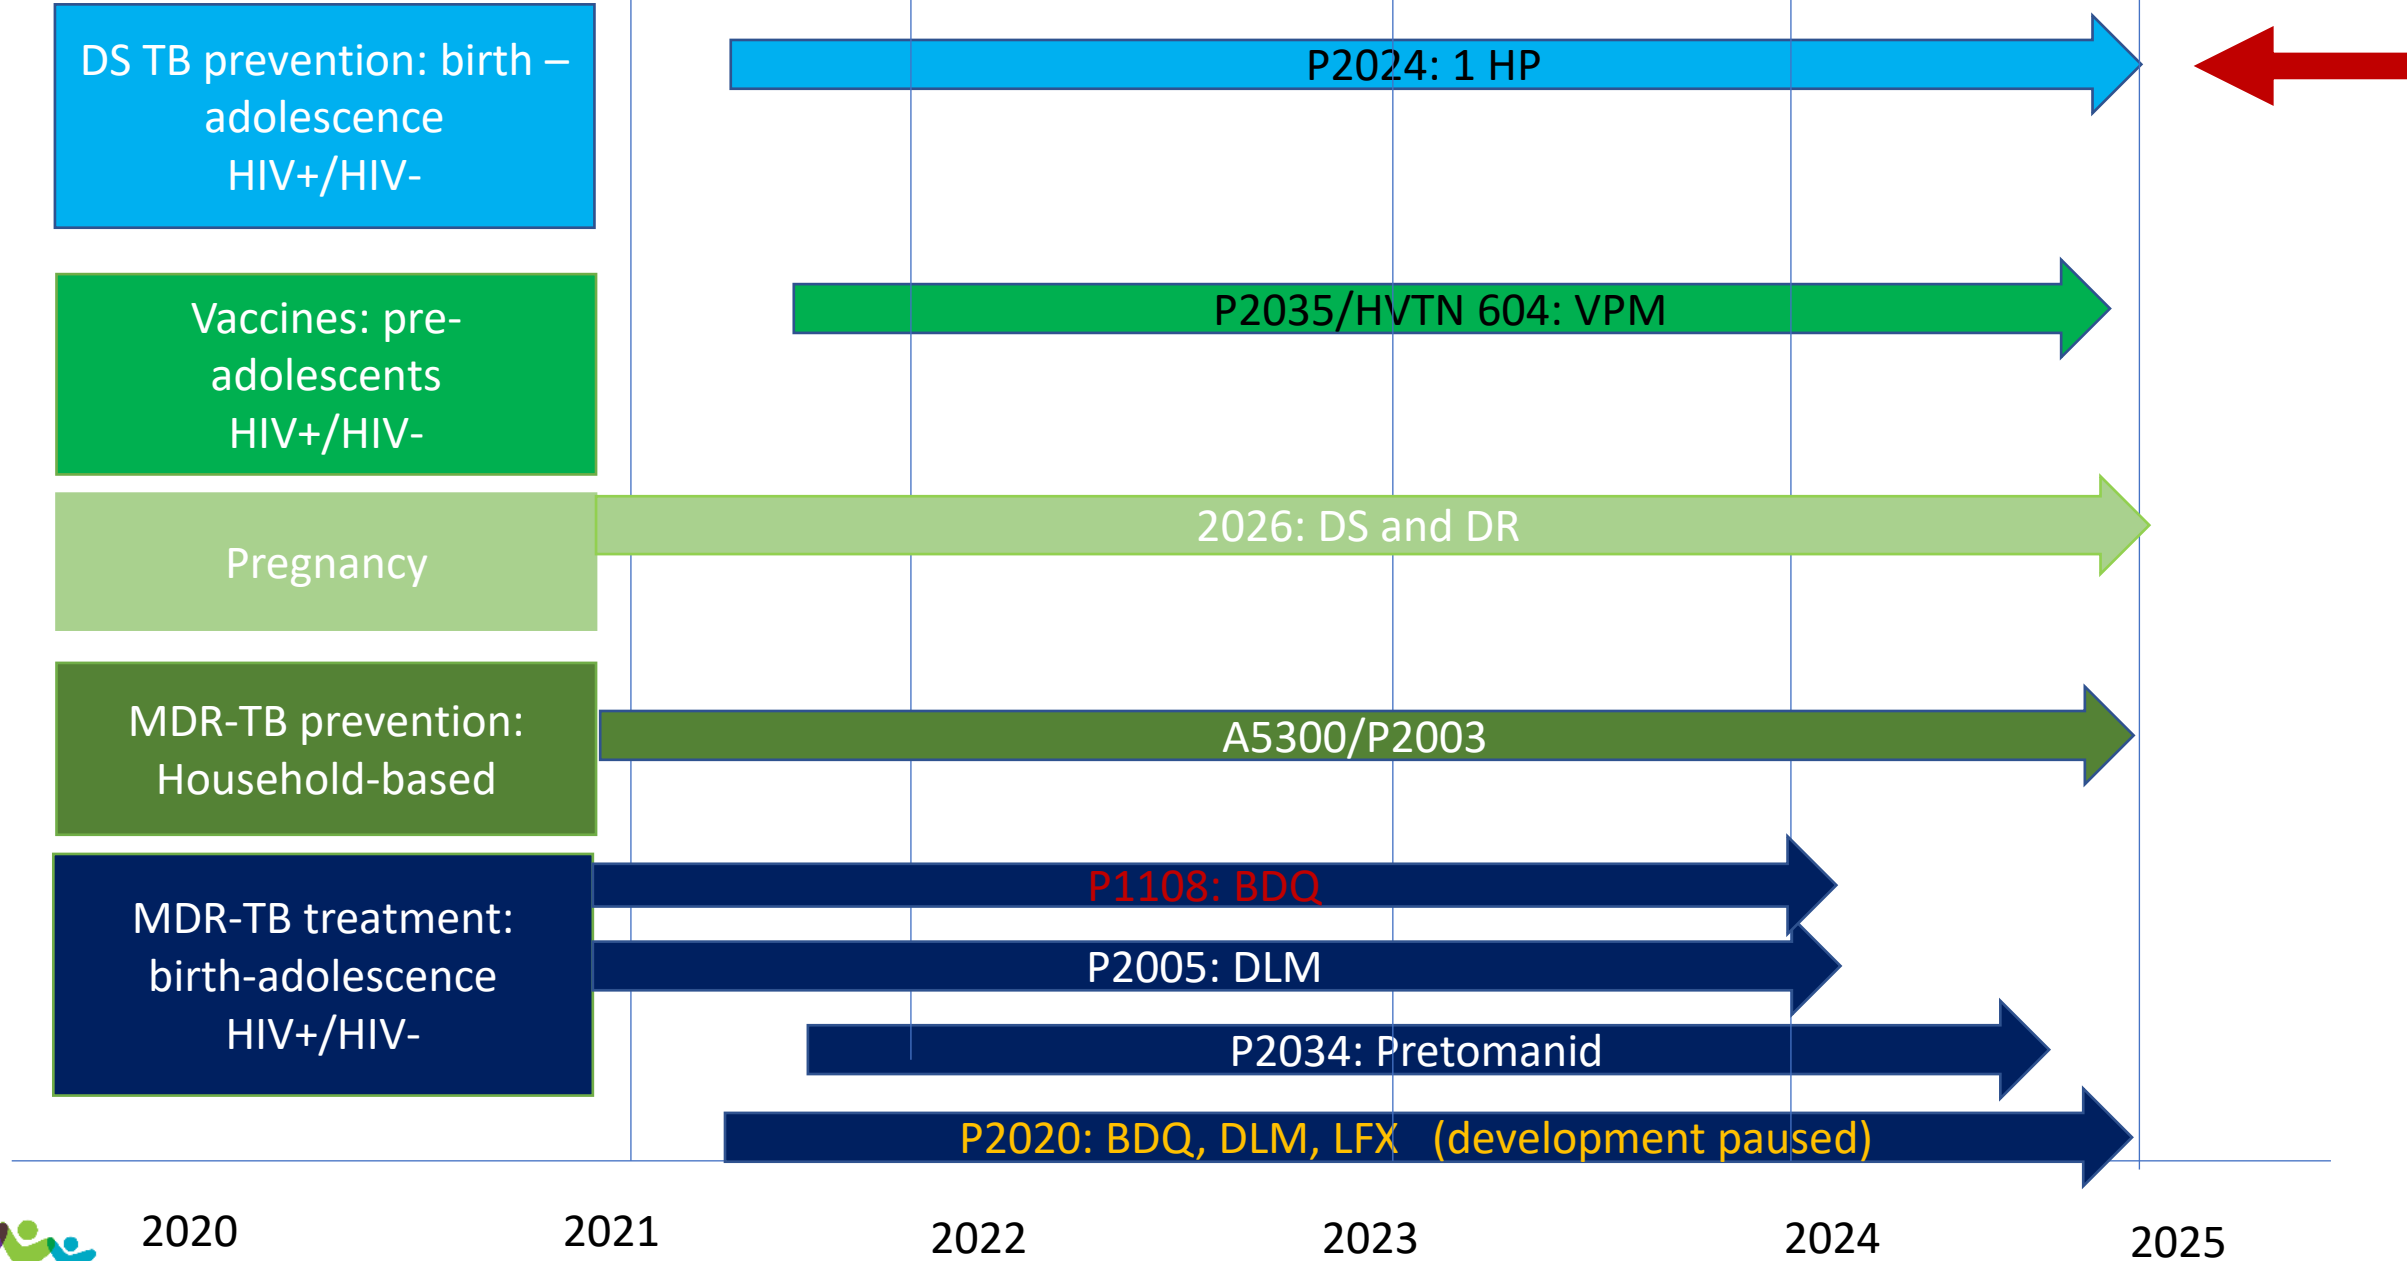 DS TB prevention: birth –
adolescence
HIV+/HIV-
P2024: 1 HP
Vaccines: pre-
adolescents
HIV+/HIV-
P2035/HVTN 604: VPM
Pregnancy
2026: DS and DR
MDR-TB prevention:
Household-based
A5300/P2003
MDR-TB treatment:
birth-adolescence
HIV+/HIV-
P1108: BDQ
P2005: DLM
P2034: Pretomanid
P2020: BDQ, DLM, LFX (development paused)
2020
2021
2022
2023
2024
2025